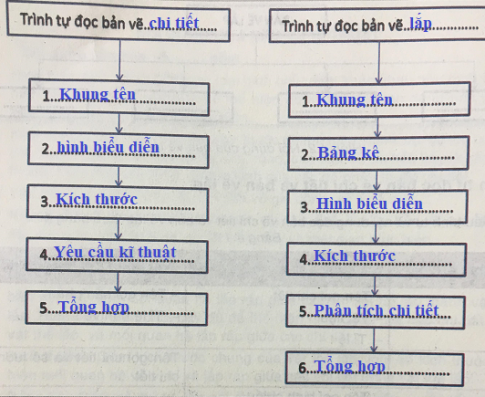 Trình tự đọc bản vẽ chi tiết
1. Khung tên
2. hình biểu diễn
3. Kích thước
4. Yêu cầu kĩ thuât
5. Tổng hợp
Trình tự đọc bản vẽ lắp
1. Khung tên
2. Bảng kê
3. Hình biểu diễn
4. Kích thước
5. Phân tích chi tiết
6. Tổng hợp